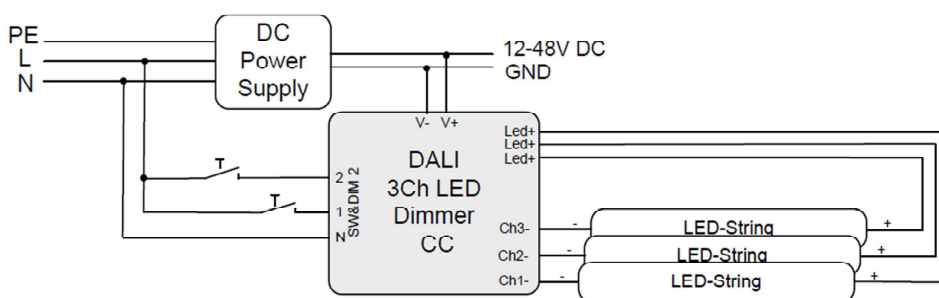 PE
L
N
DC
Power
Supply
12-48V DC
GND
V- V+
DALI
3Ch LED
Dimmer
CC
Led+
Led+
Led+
T
T
2
1
N
SW&DIM 2
Ch3-
Ch2-
Ch1-
- LED-String +
- LED-String +
- LED-String +